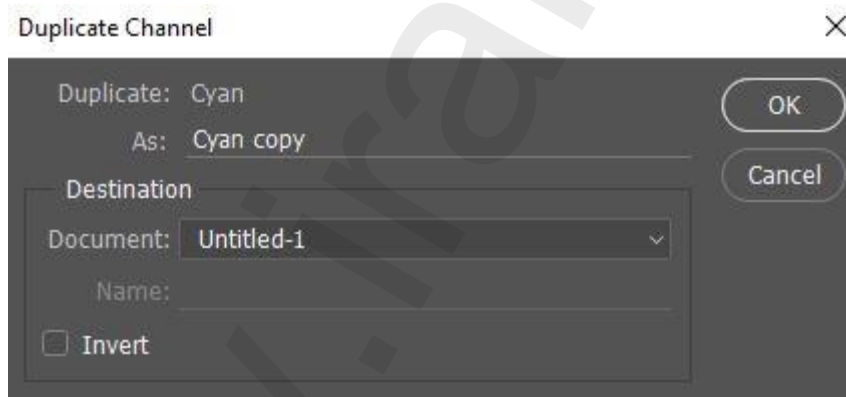 Duplicate Channel
Duplicate: Cyan
OK
As: Cyan copy
Cancel
Destination
Document: Untitled-1
Name:
Invert